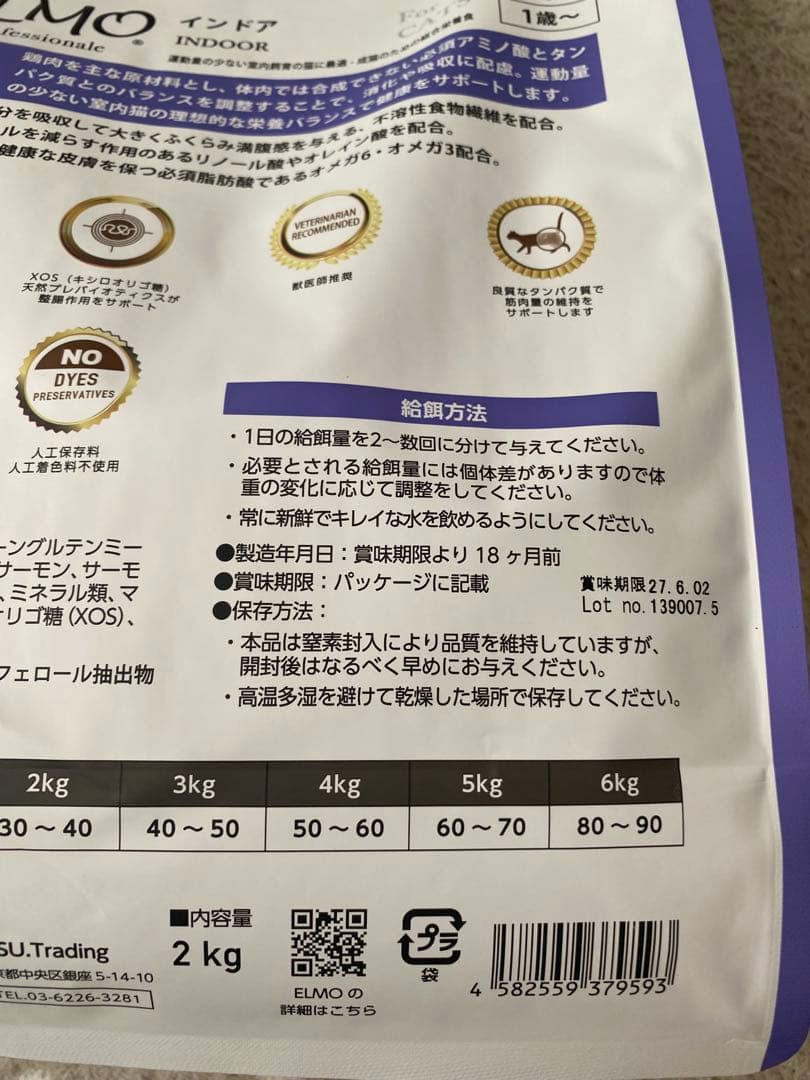 LMO®
インドア
For
CATS
1歳～
fessionale
INDOOR
運動量の少ない室内飼育の猫に最適・成猫のための総合栄養食
鶏肉を主な原材料とし、体内では合成できない必須アミノ酸とタン
パク質とのバランスを調整することで、消化や吸収に配慮。運動量
の少ない室内猫の理想的な栄養バランスで健康をサポートします。
分を吸収して大きくふくらみ満腹感を与える、不溶性食物繊維を配合。
ルを減らす作用のあるリノール酸やオレイン酸を配合。
健康な皮膚を保つ必須脂肪酸であるオメガ6・オメガ3配合。
XOS（キシロオリゴ糖）
天然プレバイオティクスが
整腸作用をサポート
VETERINARIAN
RECOMMENDED
獣医師推奨
良質なタンパク質で
筋肉量の維持を
サポートします
NO
DYES
PRESERVATIVES
人工保存料
人工着色料不使用
給餌方法
・1日の給餌量を2～数回に分けて与えてください。
・必要とされる給餌量には個体差がありますので体
重の変化に応じて調整をしてください。
・常に新鮮でキレイな水を飲めるようにしてください。
●製造年月日：賞味期限より18ヶ月前
●賞味期限：パッケージに記載
賞味期限27.6.02
Lot no.139007.5
●保存方法：
・本品は窒素封入により品質を維持していますが、
開封後はなるべく早めにお与えください。
・高温多湿を避けて乾燥した場所で保存してください。
ーングルテンミー
サーモン、サーモ
、ミネラル類、マ
オリゴ糖（XOS）、
フェロール抽出物
2kg 3kg 4kg 5kg 6kg
30～40 40～50 50～60 60～70 80～90
SU.Trading
京都中央区銀座5-14-10
TEL.03-6226-3281
■内容量
2 kg
ELMOの
詳細はこちら
プラ
袋
4 582559 379593